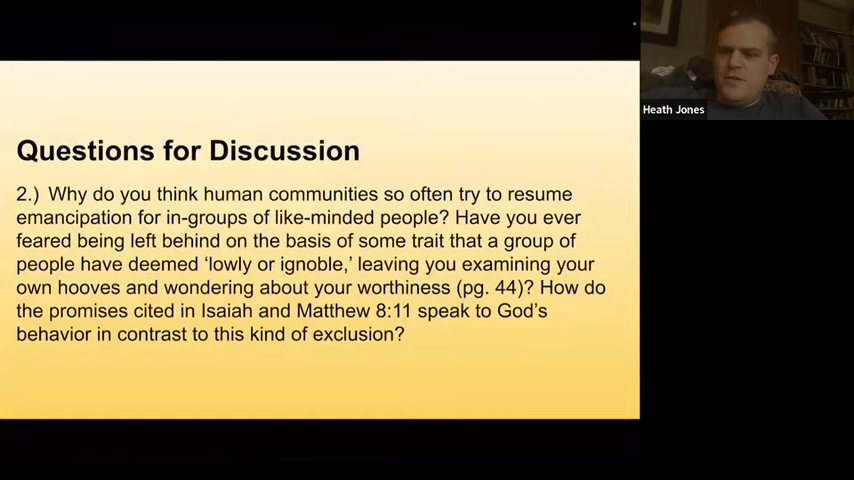 Heath Jones
Questions for Discussion
2.) Why do you think human communities so often try to resume
emancipation for in-groups of like-minded people? Have you ever
feared being left behind on the basis of some trait that a group of
people have deemed ‘lowly or ignoble,’ leaving you examining your
own hooves and wondering about your worthiness (pg. 44)? How do
the promises cited in Isaiah and Matthew 8:11 speak to God’s
behavior in contrast to this kind of exclusion?